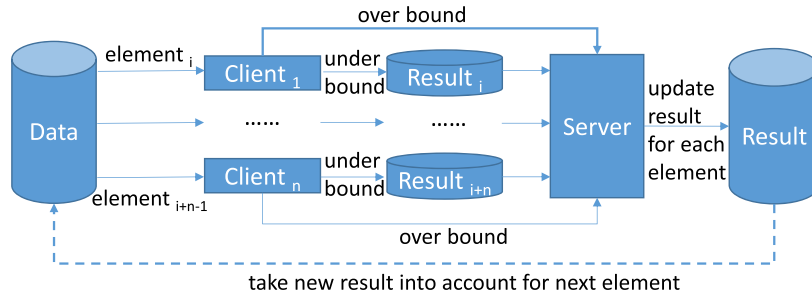 over bound
element i
under
bound
Client 1
Result i
update
result
for each
element
Data
......
......
Server
Result
under
bound
Client n
Result i+n
element i+n-1
over bound
take new result into account for next element